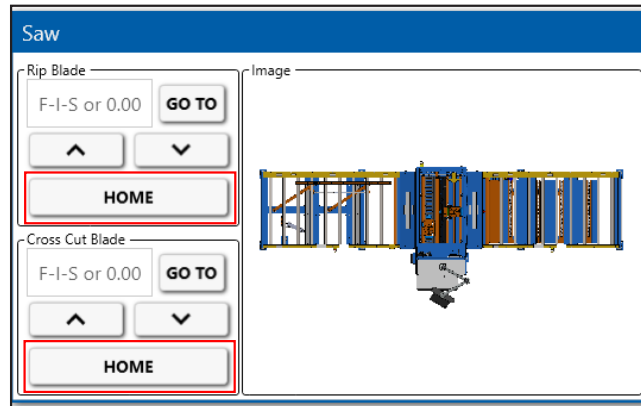 Saw
Rip Blade
Image
F-I-S or 0.00 GO TO
HOME
Cross Cut Blade
F-I-S or 0.00 GO TO
HOME